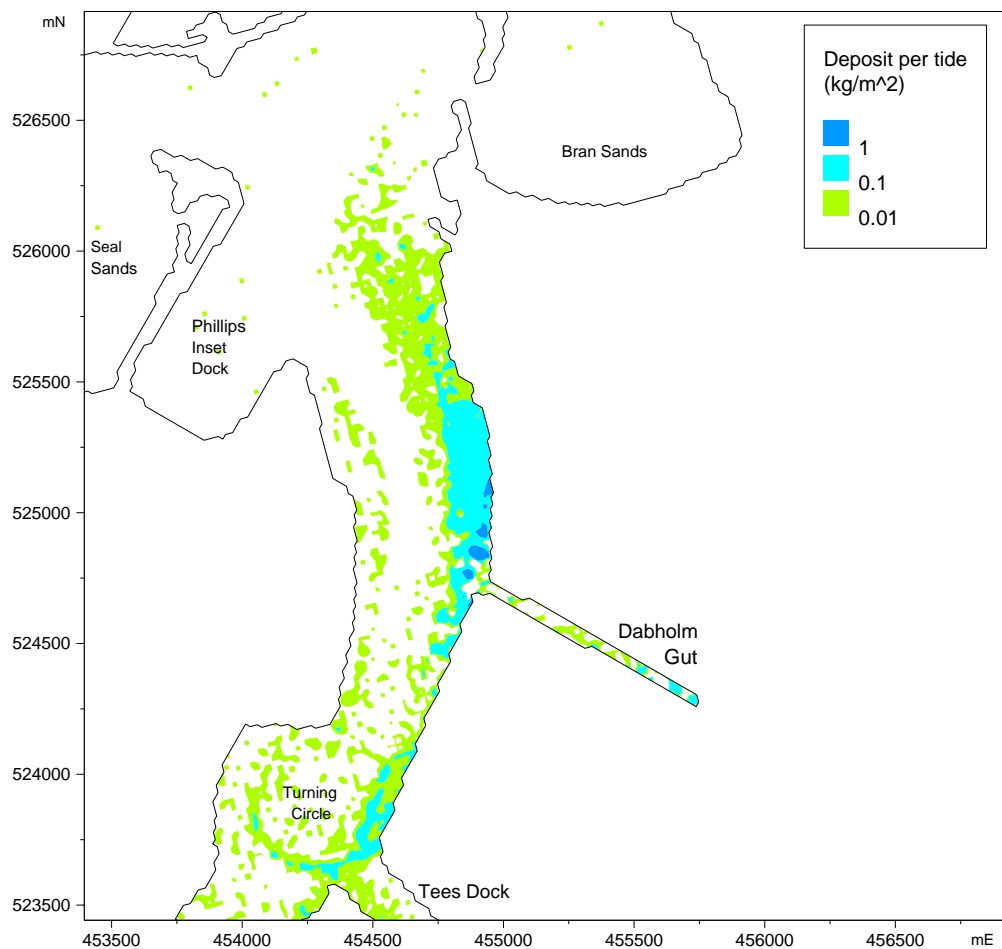 mN
Deposit per tide
(kg/m^2)
1
0.1
0.01
526500
526000
525500
525000
524500
524000
523500
Bran Sands
Seal
Sands
Phillips
Inset
Dock
Dabholm
Gut
Turning
Circle
Tees Dock
453500
454000
454500
455000
455500
456000
456500
mE